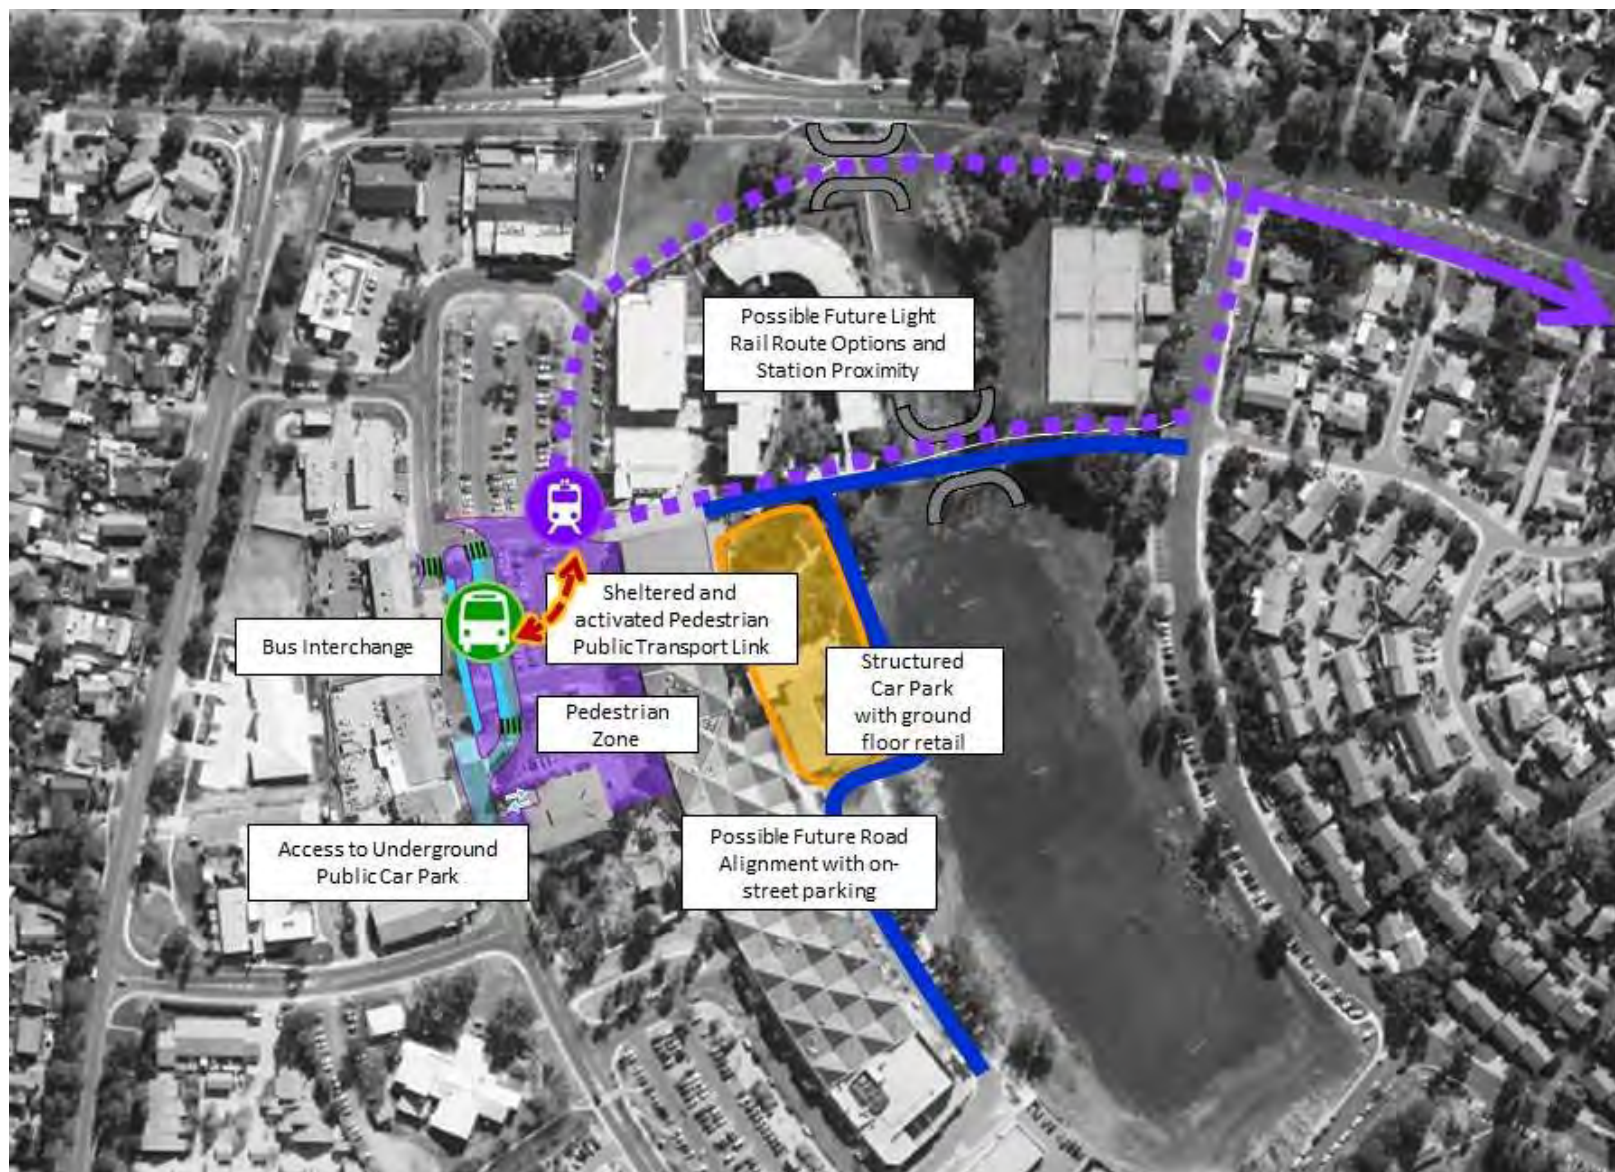 Possible Future Light
Rail Route Options and
Station Proximity
Sheltered and
activated Pedestrian
Public Transport Link
Bus Interchange
Structured
Car Park
with ground
floor retail
Pedestrian
Zone
Possible Future Road
Alignment with on-
street parking
Access to Underground
Public Car Park